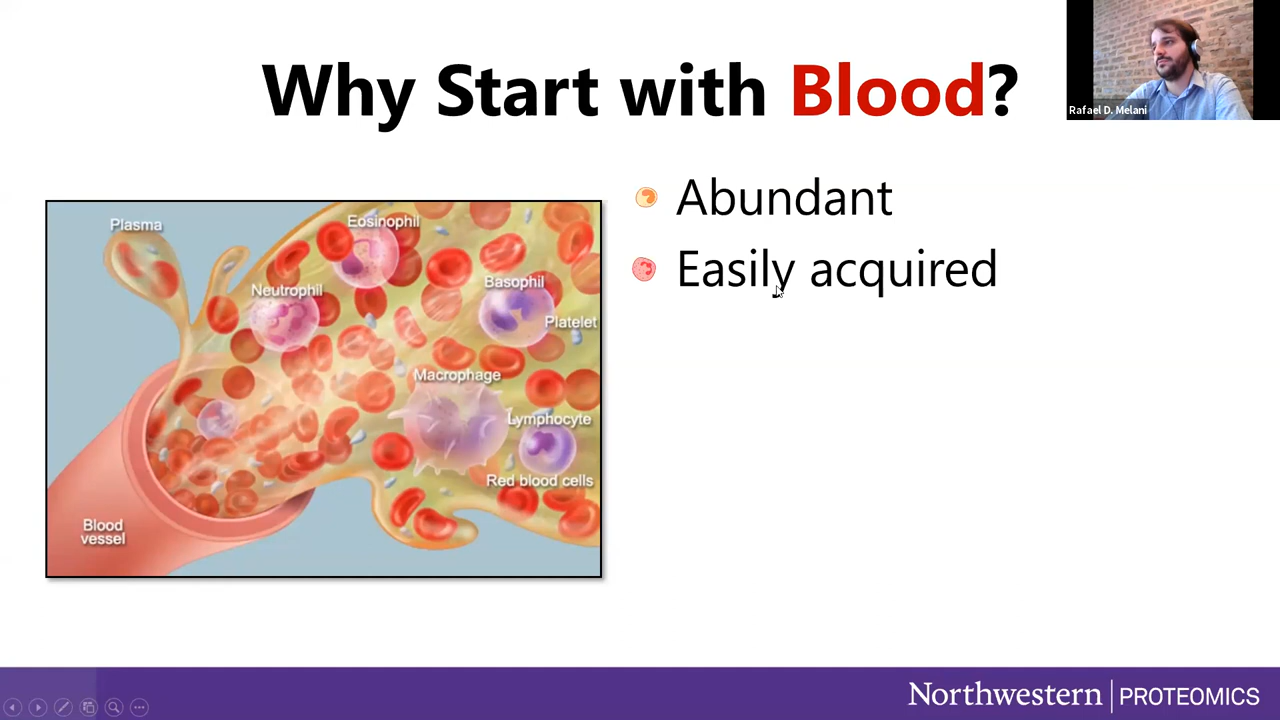 Why Start with Blood?
Rafael D. Melani
Abundant
Easily acquired
Plasma
Eosinophil
Neutrophil
Basophil
Platelet
Macrophage
Lymphocyte
Red blood cells
Blood
vessel
Northwestern | PROTEOMICS